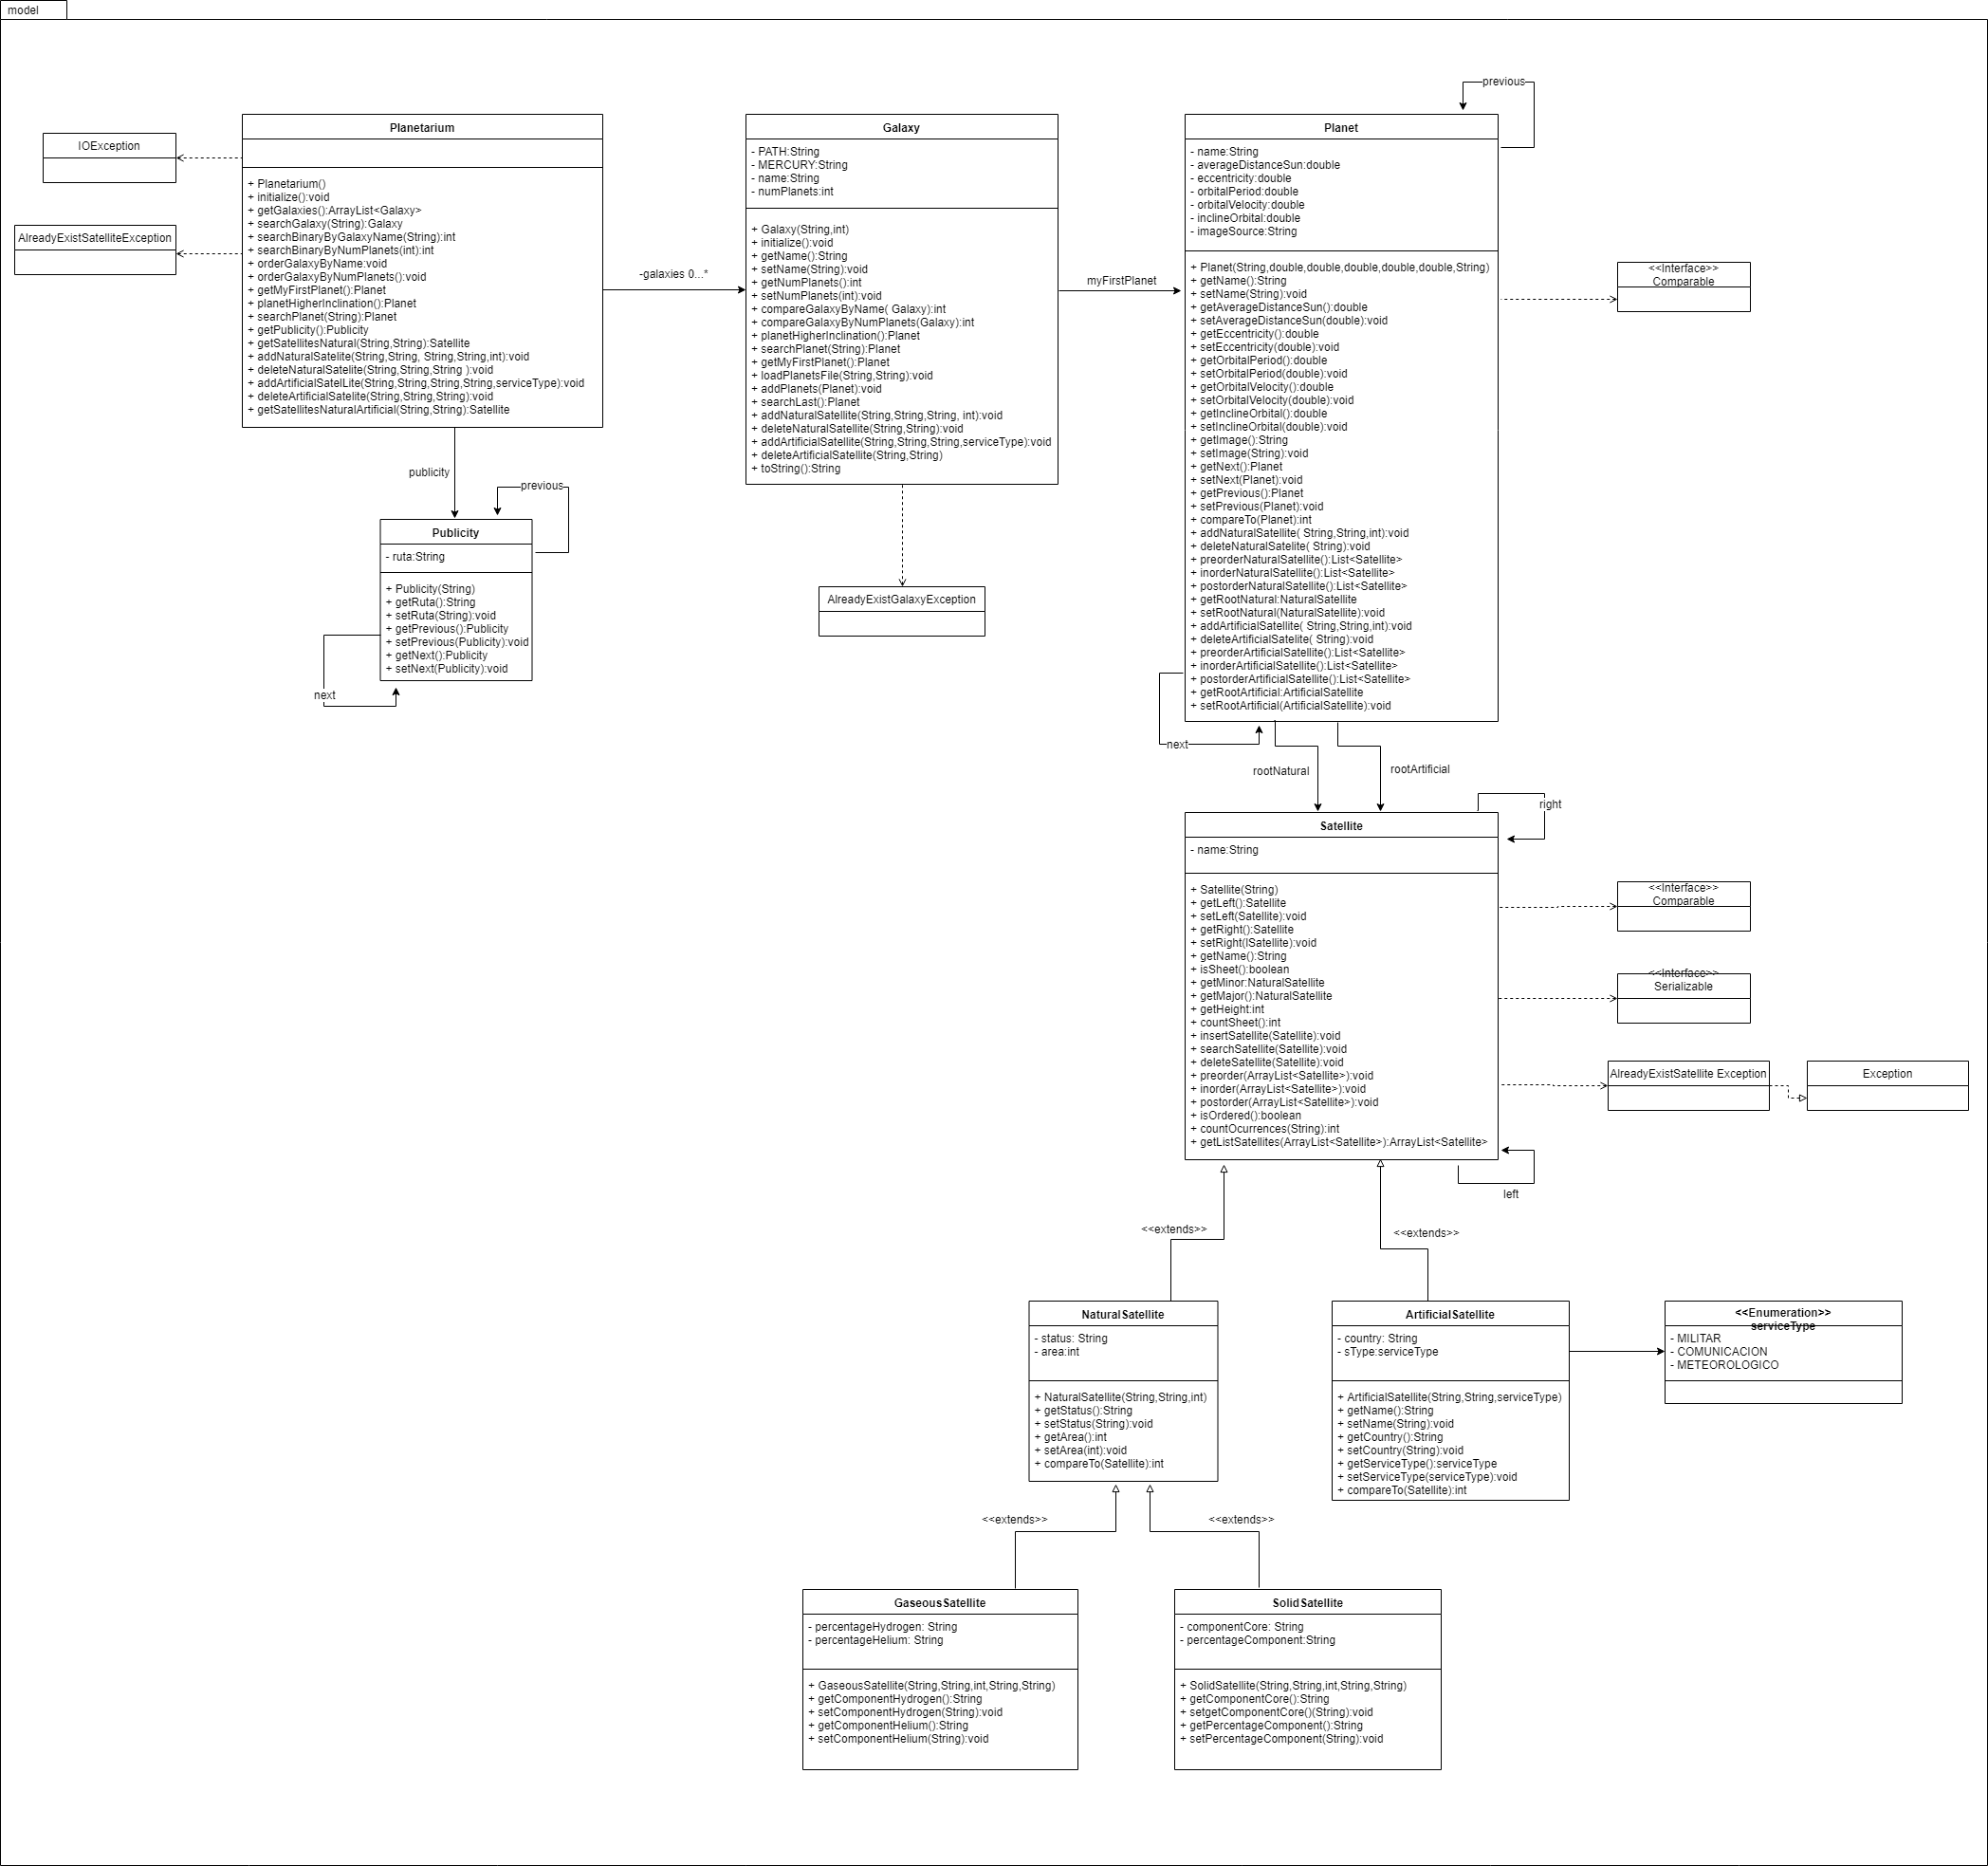 model
IOException
AlreadyExistSatelliteException
Planetarium
+ Planetarium()
+ initialize():void
+ getGalaxies():ArrayList<Galaxy>
+ searchGalaxy(String):Galaxy
+ searchBinaryByGalaxyName(String):int
+ searchBinaryByNumPlanets(int):int
+ orderGalaxyByName:void
+ orderGalaxyByNumPlanets():void
+ getMyFirstPlanet():Planet
+ planetHigherInclination():Planet
+ searchPlanet(String):Planet
+ getPublicity():Publicity
+ getSatellitesNatural(String,String):Satellite
+ addNaturalSatelite(String,String, String,String,int):void
+ deleteNaturalSatelite(String,String,String ):void
+ addArtificialSatelLite(String,String,String,String,serviceType):void
+ deleteArtificialSatelite(String,String,String):void
+ getSatellitesNaturalArtificial(String,String):Satellite
-galaxies 0...*
publicity
previous
Publicity
- ruta:String
+ Publicity(String)
+ getRuta():String
+ setRuta(String):void
+ getPrevious():Publicity
+ setPrevious(Publicity):void
+ getNext():Publicity
+ setNext(Publicity):void
next
Galaxy
- PATH:String
- MERCURY:String
- name:String
- numPlanets:int
+ Galaxy(String,int)
+ initialize():void
+ getName():String
+ setName(String):void
+ getNumPlanets():int
+ setNumPlanets(int):void
+ compareGalaxyByName( Galaxy):int
+ compareGalaxyByNumPlanets(Galaxy):int
+ planetHigherInclination():Planet
+ searchPlanet(String):Planet
+ getMyFirstPlanet():Planet
+ loadPlanetsFile(String,String):void
+ addPlanets(Planet):void
+ searchLast():Planet
+ addNaturalSatellite(String,String,String, int):void
+ deleteNaturalSatellite(String,String):void
+ addArtificialSatellite(String,String,String,serviceType):void
+ deleteArtificialSatellite(String,String)
+ toString():String
AlreadyExistGalaxyException
myFirstPlanet
previous
Planet
- name:String
- averageDistanceSun:double
- eccentricity:double
- orbitalPeriod:double
- orbitalVelocity:double
- inclineOrbital:double
- imageSource:String
+ Planet(String,double,double,double,double,double,String)
+ getName():String
+ setName(String):void
+ getAverageDistanceSun():double
+ setAverageDistanceSun(double):void
+ getEccentricity():double
+ setEccentricity(double):void
+ getOrbitalPeriod():double
+ setOrbitalPeriod(double):void
+ getOrbitalVelocity():double
+ setOrbitalVelocity(double):void
+ getInclineOrbital():double
+ setInclineOrbital(double):void
+ getImage():String
+ setImage(String):void
+ getNext():Planet
+ setNext(Planet):void
+ getPrevious():Planet
+ setPrevious(Planet):void
+ compareTo(Planet):int
+ addNaturalSatellite( String,String,int):void
+ deleteNaturalSatelite( String):void
+ preorderNaturalSatellite():List<Satellite>
+ inorderNaturalSatellite():List<Satellite>
+ postorderNaturalSatellite():List<Satellite>
+ getRootNatural:NaturalSatellite
+ setRootNatural(NaturalSatellite):void
+ addArtificialSatellite( String,String,int):void
+ deleteArtificialSatelite( String):void
+ preorderArtificialSatellite():List<Satellite>
+ inorderArtificialSatellite():List<Satellite>
+ postorderArtificialSatellite():List<Satellite>
+ getRootArtificial:ArtificialSatellite
+ setRootArtificial(ArtificialSatellite):void
next
<<Interface>>
Comparable
rootNatural
rootArtificial
right
Satellite
- name:String
+ Satellite(String)
+ getLeft():Satellite
+ setLeft(Satellite):void
+ getRight():Satellite
+ setRight(lSatellite):void
+ getName():String
+ isSheet():boolean
+ getMinor:NaturalSatellite
+ getMajor():NaturalSatellite
+ getHeight:int
+ countSheet():int
+ insertSatellite(Satellite):void
+ searchSatellite(Satellite):void
+ deleteSatellite(Satellite):void
+ preorder(ArrayList<Satellite>):void
+ inorder(ArrayList<Satellite>):void
+ postorder(ArrayList<Satellite>):void
+ isOrdered():boolean
+ countOcurrences(String):int
+ getListSatellites(ArrayList<Satellite>):ArrayList<Satellite>
left
<<Interface>>
Comparable
<<Interface>>
Serializable
AlreadyExistSatellite Exception
Exception
<<extends>>
<<extends>>
NaturalSatellite
- status: String
- area:int
+ NaturalSatellite(String,String,int)
+ getStatus():String
+ setStatus(String):void
+ getArea():int
+ setArea(int):void
+ compareTo(Satellite):int
ArtificialSatellite
- country: String
- sType:serviceType
+ ArtificialSatellite(String,String,serviceType)
+ getName():String
+ setName(String):void
+ getCountry():String
+ setCountry(String):void
+ getServiceType():serviceType
+ setServiceType(serviceType):void
+ compareTo(Satellite):int
<<Enumeration>>
serviceType
- MILITAR
- COMUNICACION
- METEOROLOGICO
<<extends>>
<<extends>>
GaseousSatellite
- percentageHydrogen: String
- percentageHelium: String
+ GaseousSatellite(String,String,int,String,String)
+ getComponentHydrogen():String
+ setComponentHydrogen(String):void
+ getComponentHelium():String
+ setComponentHelium(String):void
SolidSatellite
- componentCore: String
- percentageComponent:String
+ SolidSatellite(String,String,int,String,String)
+ getComponentCore():String
+ setgetComponentCore()(String):void
+ getPercentageComponent():String
+ setPercentageComponent(String):void